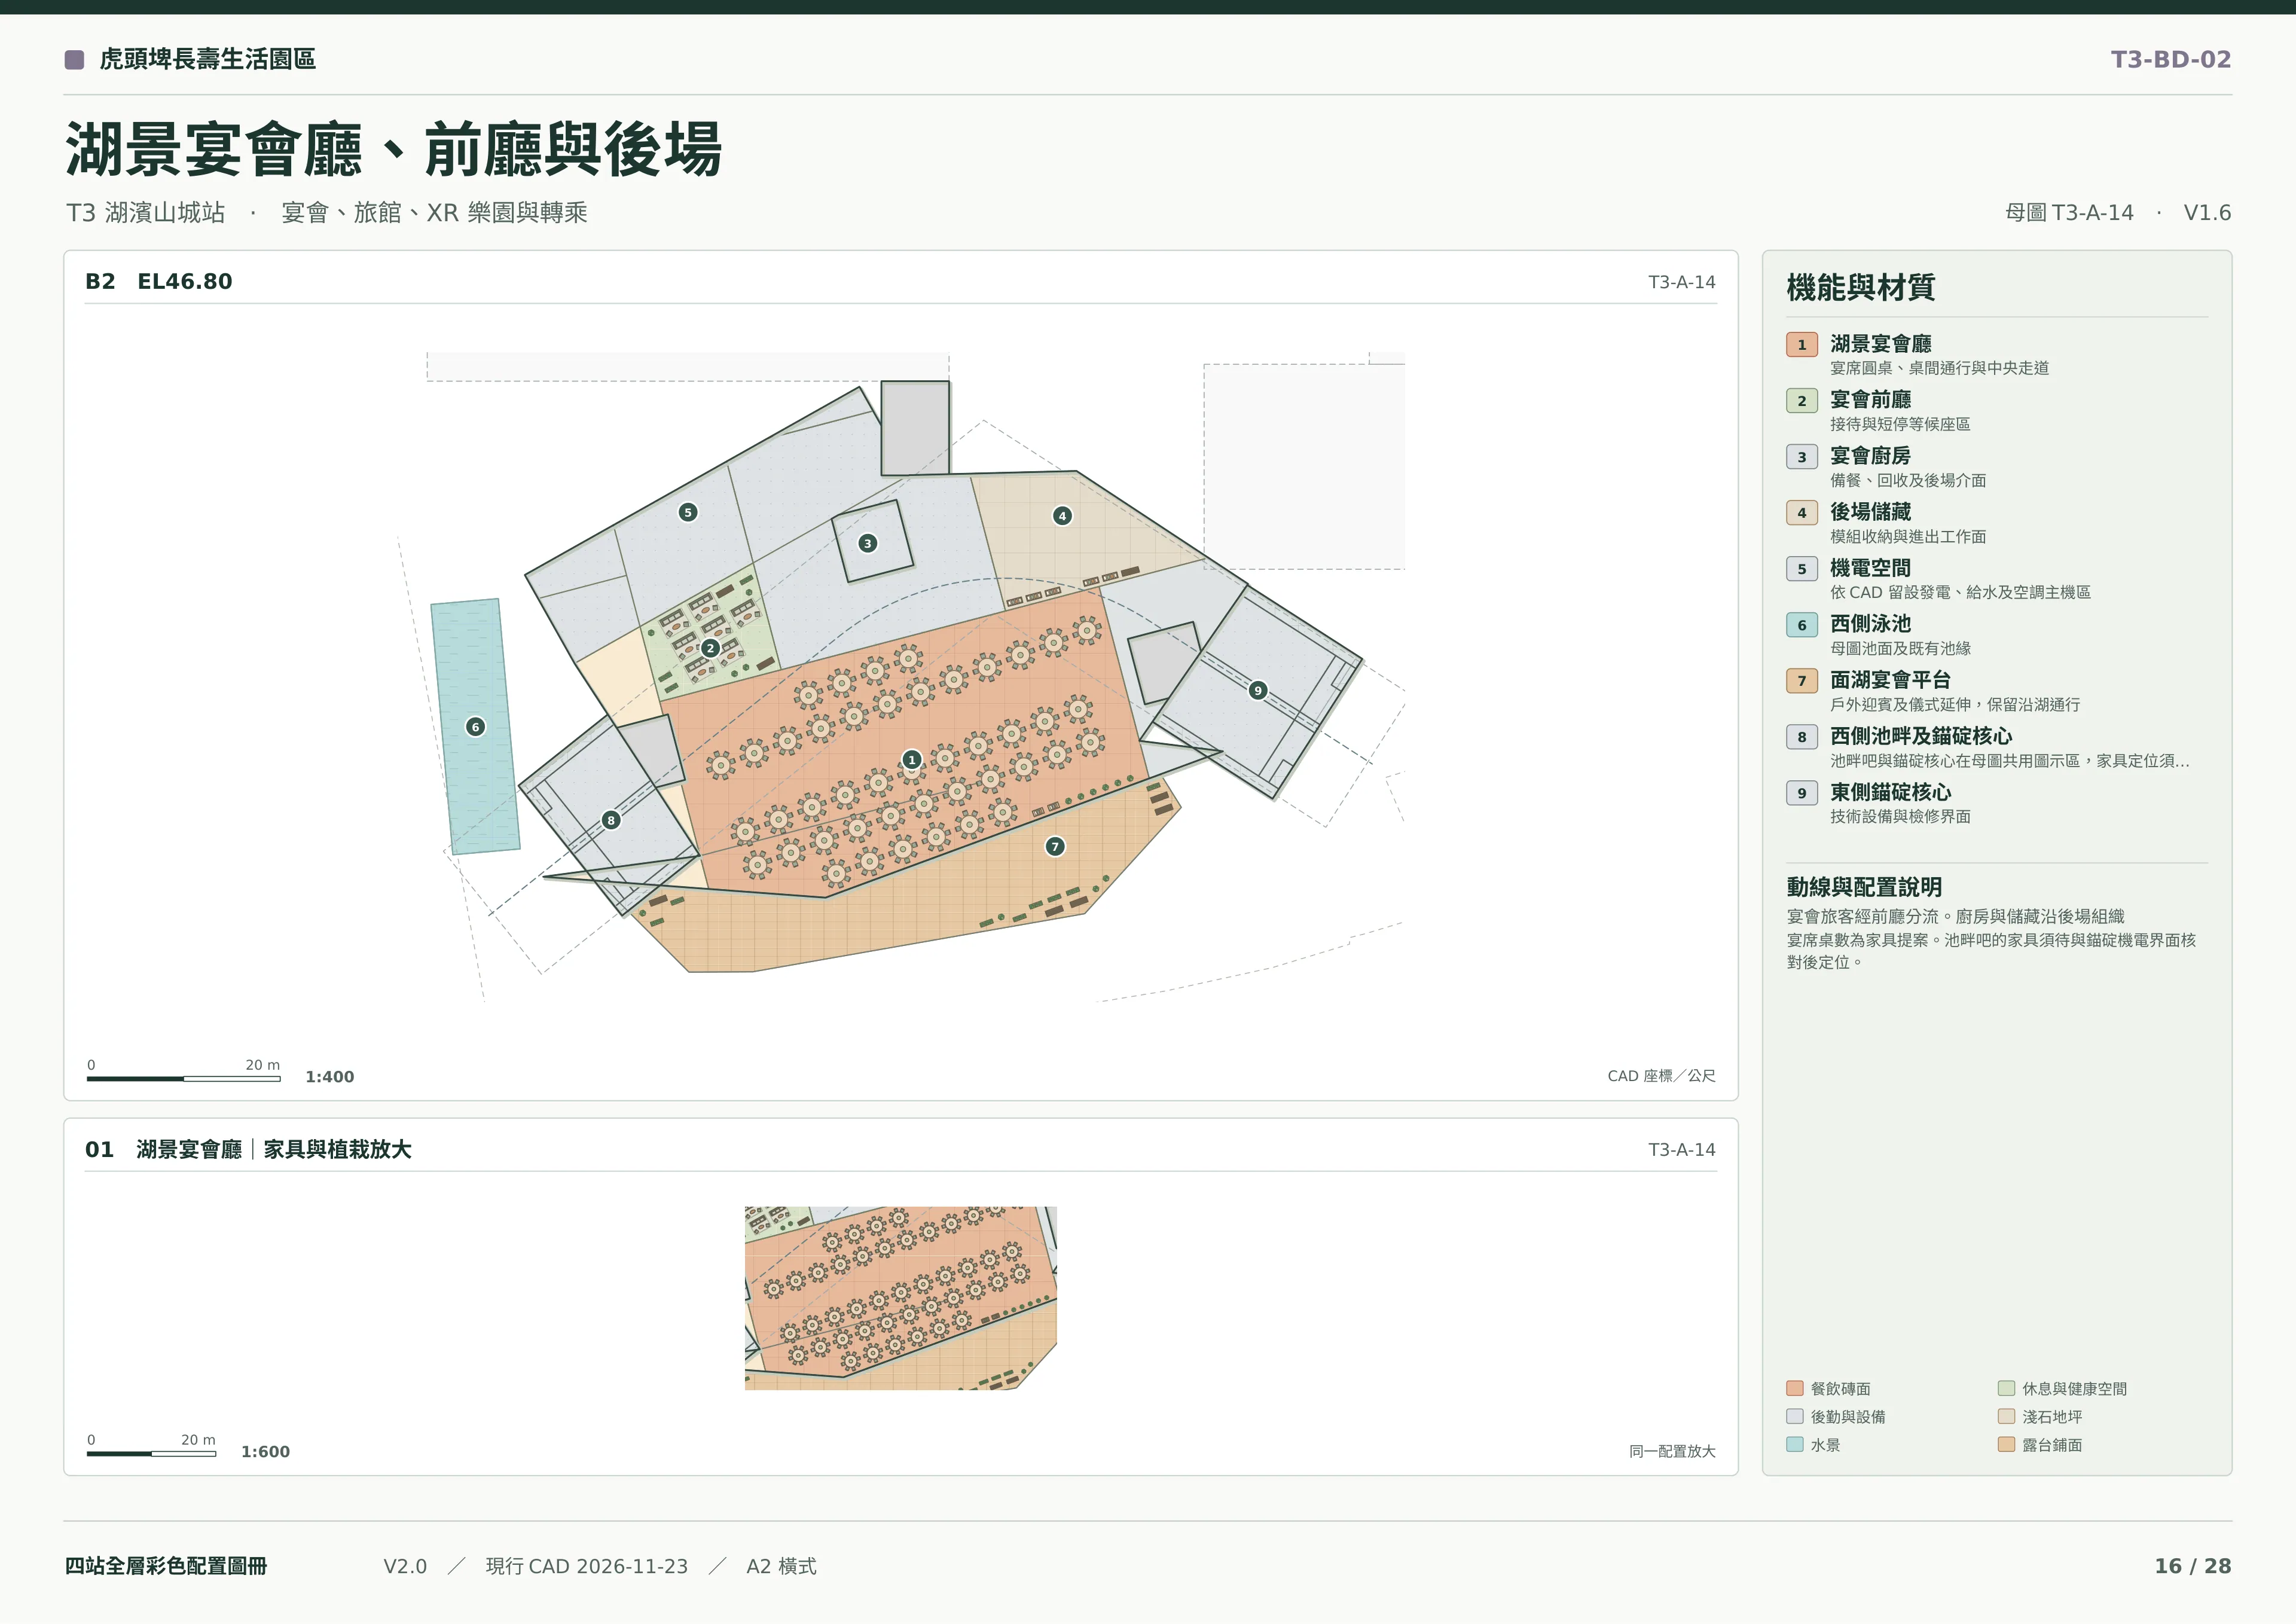 虎頭埤長壽生活園區
T3-BD-02
湖景宴會廳、前廳與後場
T3 湖濱山城站 · 宴會、旅館、XR 樂園與轉乘
母圖 T3-A-14 · V1.6
B2 EL46.80
T3-A-14
5
3
4
2
9
6
1
8
7
0 20 m 1:400
CAD 座標／公尺
01 湖景宴會廳｜家具與植栽放大
T3-A-14
0 20 m 1:600
同一配置放大
機能與材質
1 湖景宴會廳
宴席圓桌、桌間通行與中央走道
2 宴會前廳
接待與短停等候座區
3 宴會廚房
備餐、回收及後場介面
4 後場儲藏
模組收納與進出工作面
5 機電空間
依 CAD 留設發電、給水及空調主機區
6 西側泳池
母圖池面及既有池緣
7 面湖宴會平台
戶外迎賓及儀式延伸，保留沿湖通行
8 西側池畔及錨碇核心
池畔吧與錨碇核心在母圖共用圖示區，家具定位須…
9 東側錨碇核心
技術設備與檢修界面
動線與配置說明
宴會旅客經前廳分流。廚房與儲藏沿後場組織
宴席桌數為家具提案。池畔吧的家具須待與錨碇機電界面核
對後定位。
餐飲磚面
休息與健康空間
後勤與設備
淺石地坪
水景
露台鋪面
四站全層彩色配置圖冊
V2.0 ／ 現行 CAD 2026-11-23 ／ A2 橫式
16 / 28